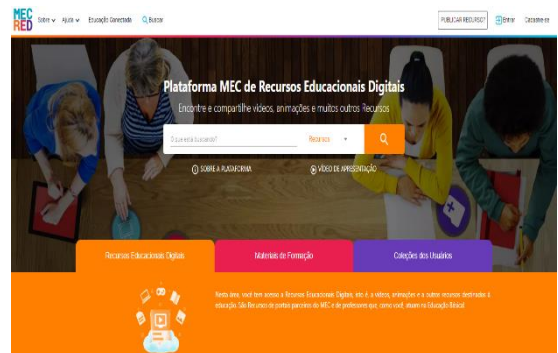 MEC
RED
Sobre Ajuda Educação Conectada Buscar
PUBLICAR RECURSO? Entrar Cadastre-se
Plataforma MEC de Recursos Educacionais Digitais
Encontre e compartilhe vídeos, animações e muitos outros Recursos
O que está buscando? Recursos
SOBRE A PLATAFORMA VÍDEO DE APRESENTAÇÃO
Recursos Educacionais Digitais Materiais de Formação Coleções dos Usuários
Nesta área, você tem acesso a Recursos Educacionais Digitais, isto é, a vídeos, animações e a outros recursos destinados à
educação. São Recursos de portais parceiros do MEC e de professores que, como você, atuam na Educação Básica!